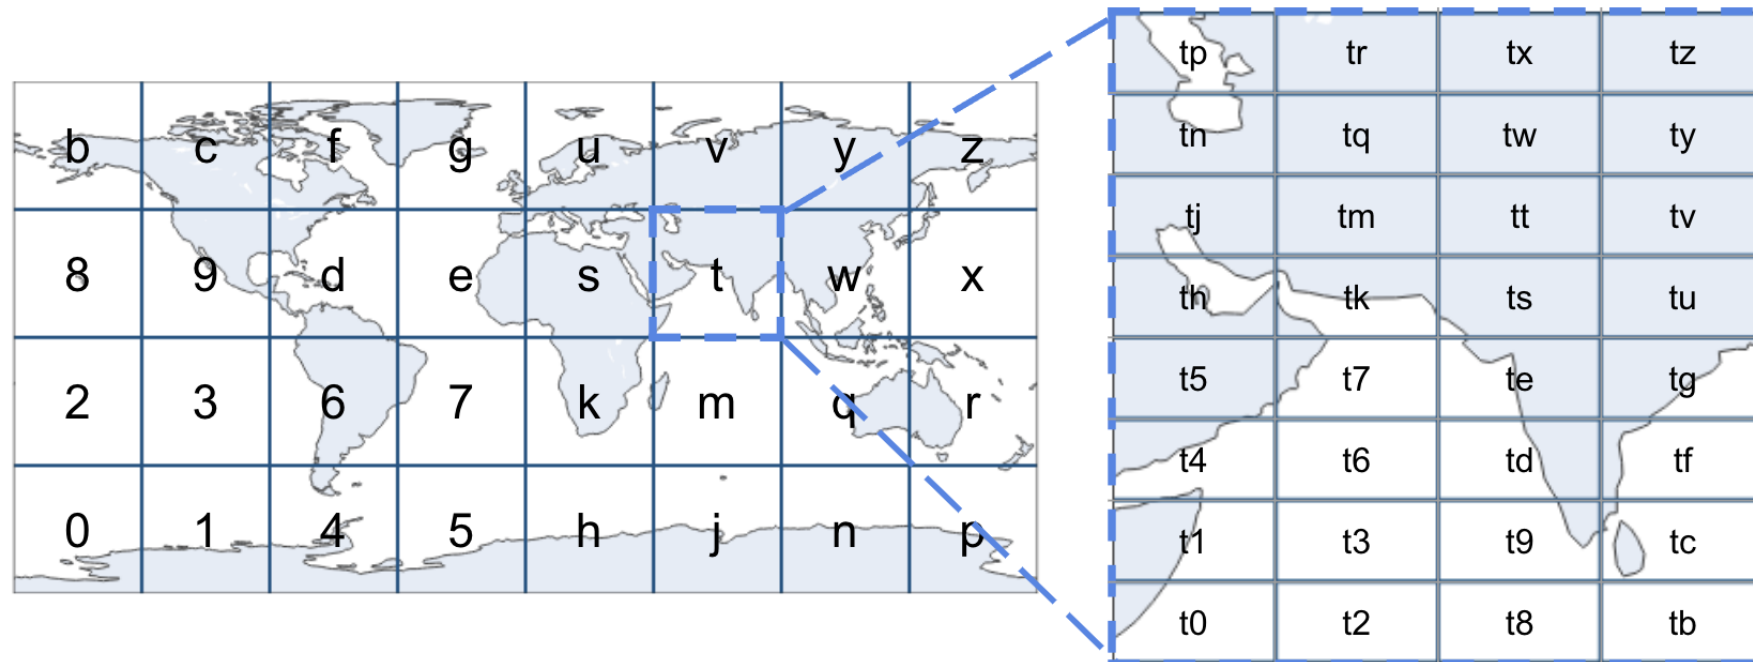 b c f g u v y z
8 9 d e s t w x
2 3 6 7 k m q r
0 1 4 5 h j n p
tp tr tx tz
tn tq tw ty
tj tm tt tv
th tk ts tu
t5 t7 te tg
t4 t6 td tf
t1 t3 t9 tc
t0 t2 t8 tb